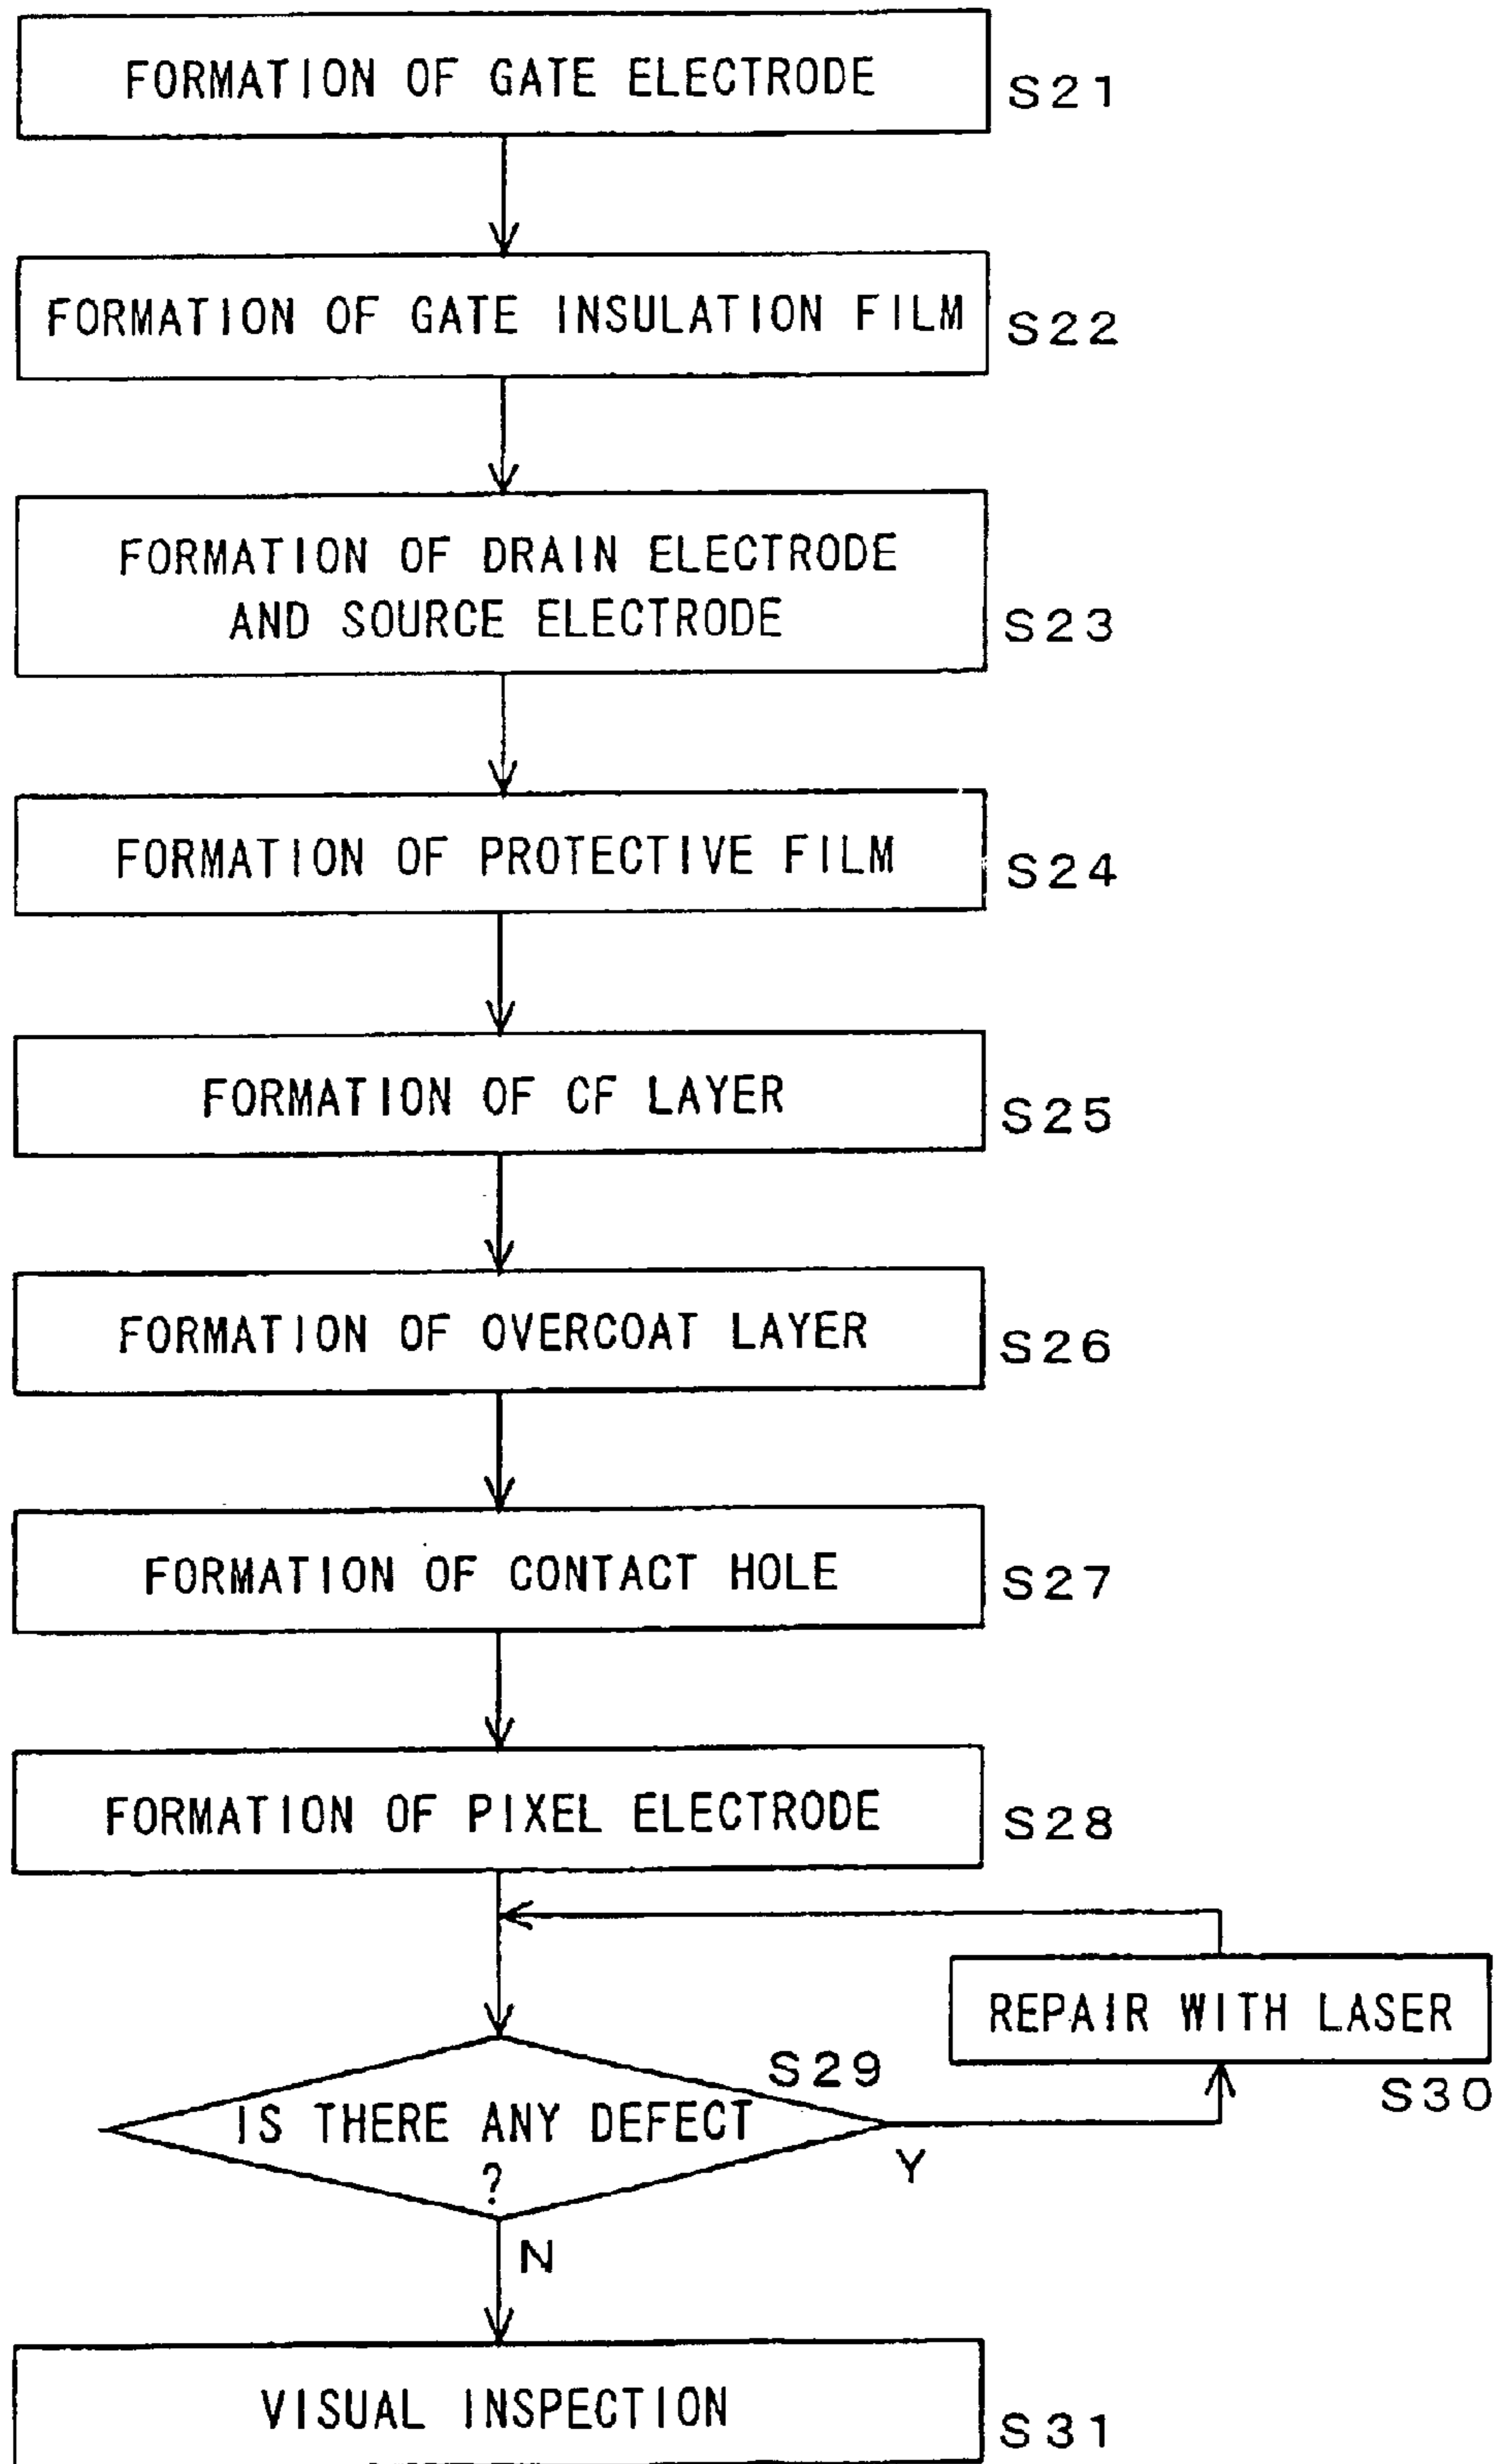 FORMATION OF GATE ELECTRODE
S21
FORMATION OF GATE INSULATION FILM
S22
FORMATION OF DRAIN ELECTRODE
AND SOURCE ELECTRODE
S23
FORMATION OF PROTECTIVE FILM
S24
FORMATION OF CF LAYER
S25
FORMATION OF OVERCOAT LAYER
S26
FORMATION OF CONTACT HOLE
S27
FORMATION OF PIXEL ELECTRODE
S28
REPAIR WITH LASER
S30
S29
IS THERE ANY DEFECT
?
Y
N
VISUAL INSPECTION
S31